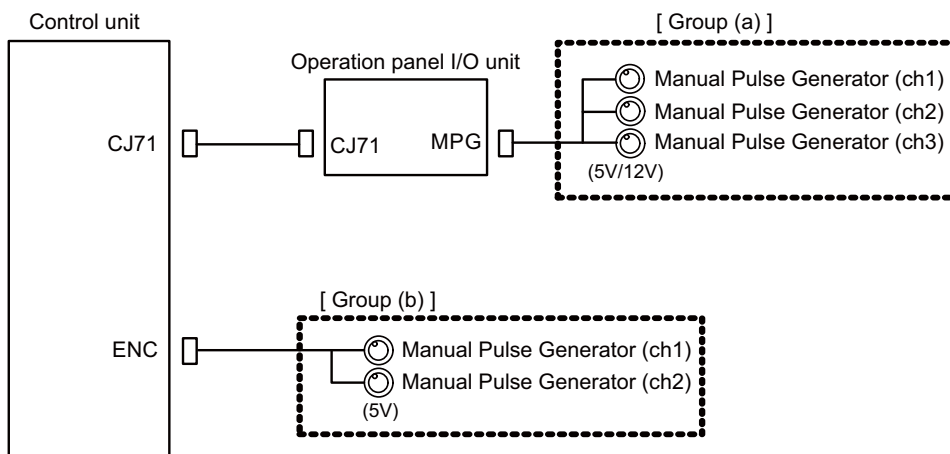 Control unit
[ Group (a) ]
Operation panel I/O unit
Manual Pulse Generator (ch1)
Manual Pulse Generator (ch2)
CJ71
CJ71
MPG
Manual Pulse Generator (ch3)
(5V/12V)
[ Group (b) ]
ENC
Manual Pulse Generator (ch1)
Manual Pulse Generator (ch2)
(5V)